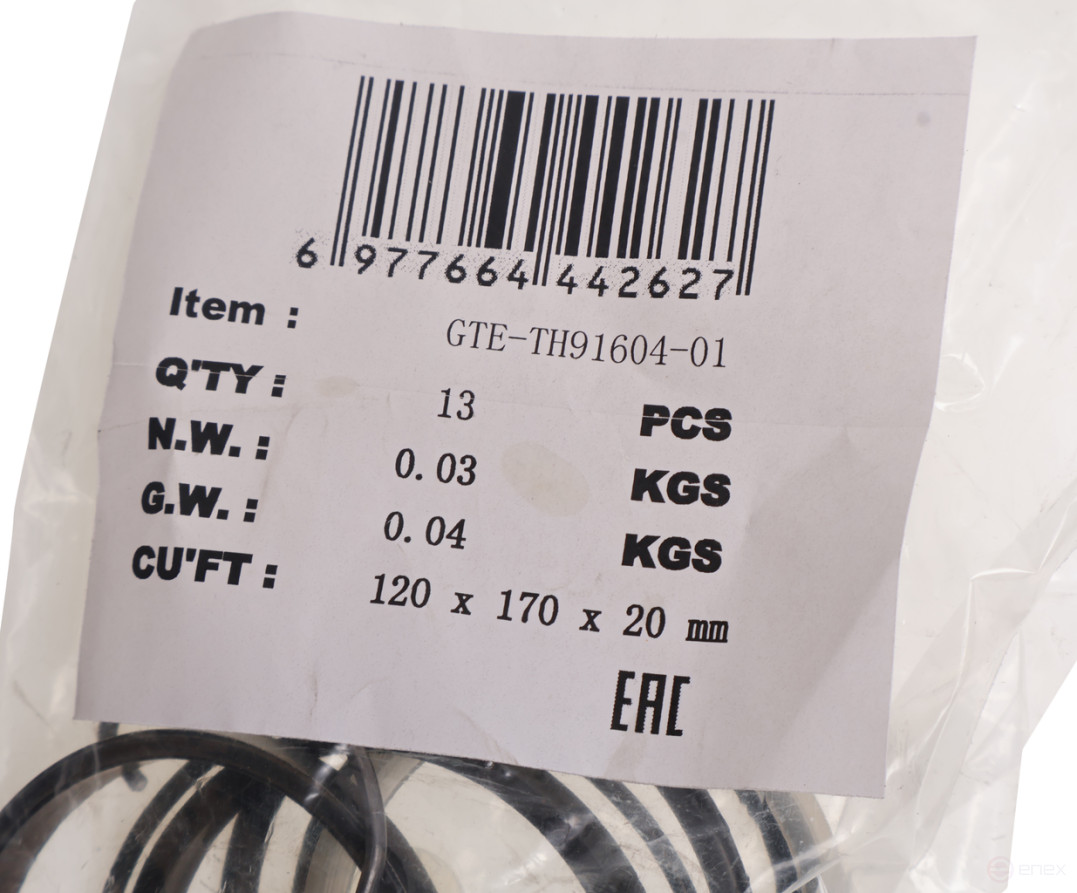 6 977664 442627
Item : GTE-TH91604-01
Q'TY : 13 PCS
N.W. : 0.03 KGS
G.W. : 0.04 KGS
CU'FT : 120 x 170 x 20 mm
EAC
enex